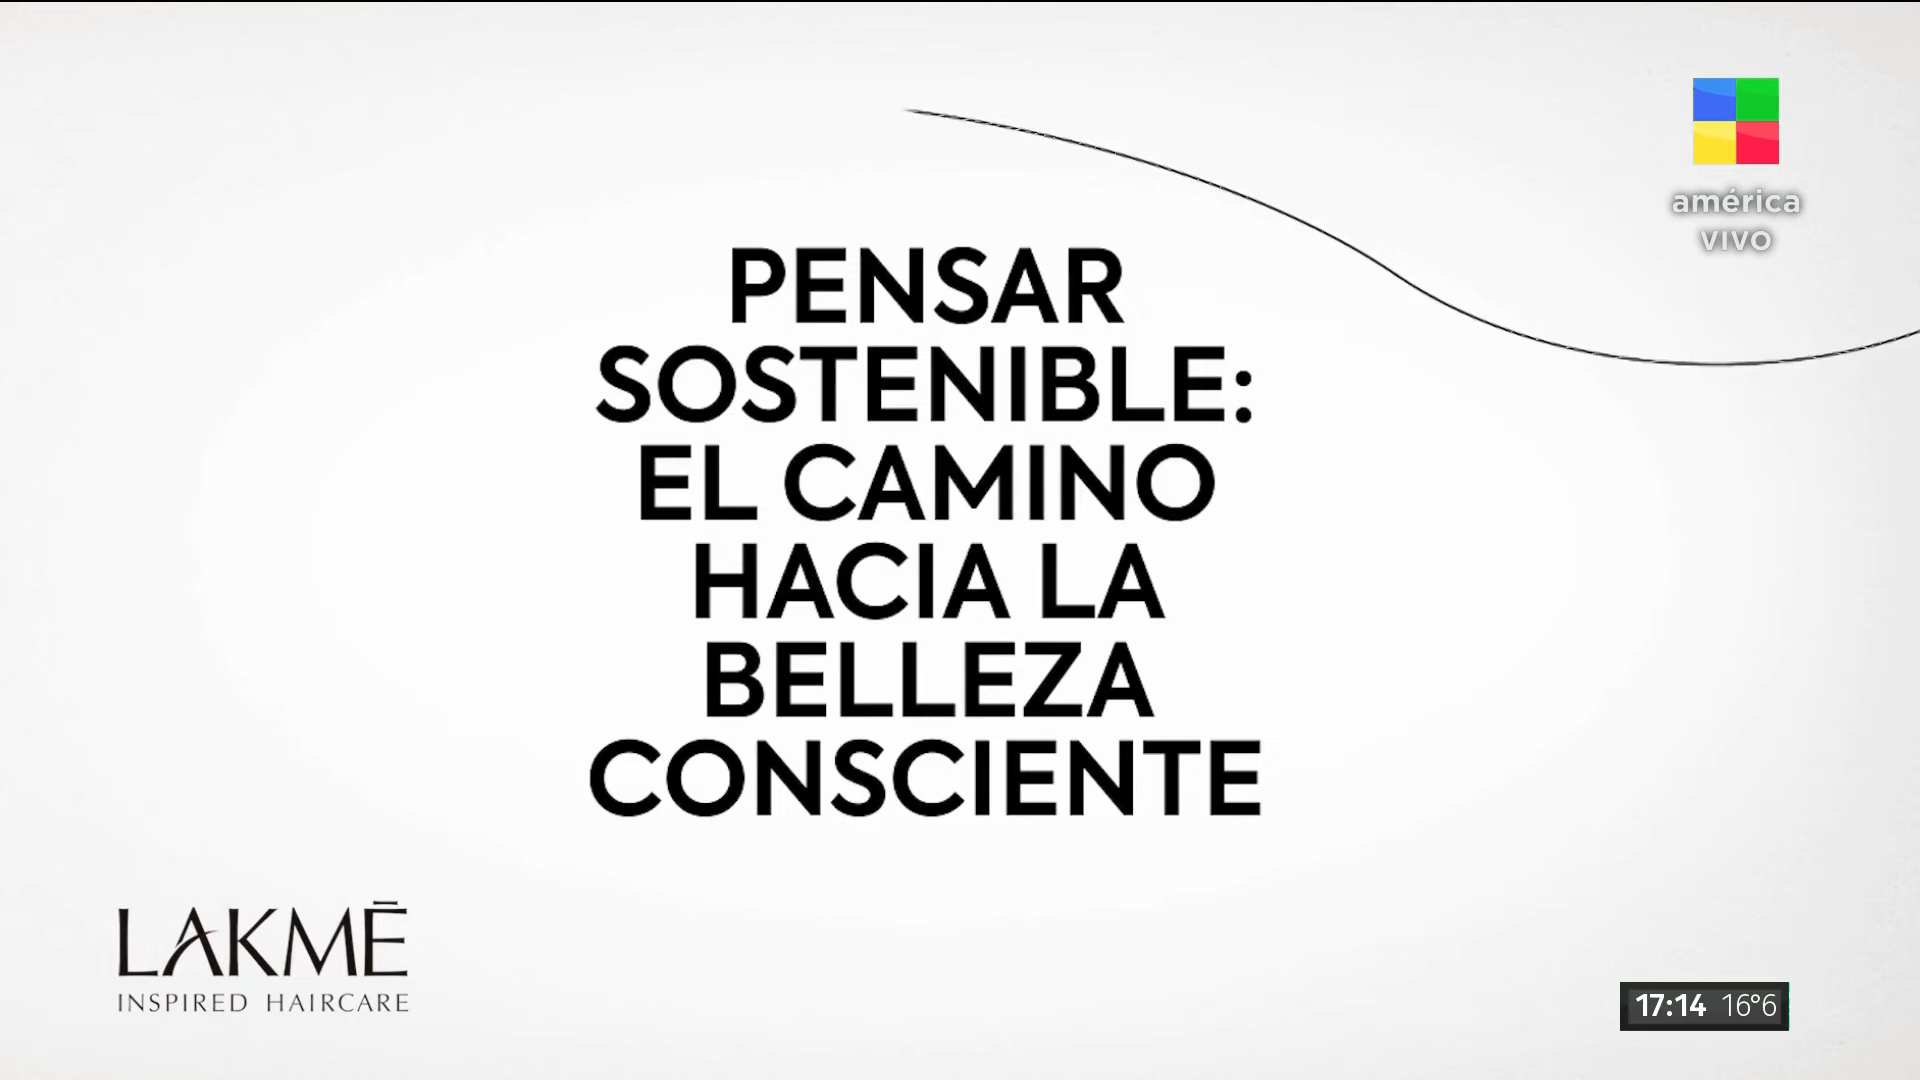 américa
VIVO
PENSAR
SOSTENIBLE:
EL CAMINO
HACIA LA
BELLEZA
CONSCIENTE
LAKMĒ
INSPIRED HAIRCARE
17:14 16°6